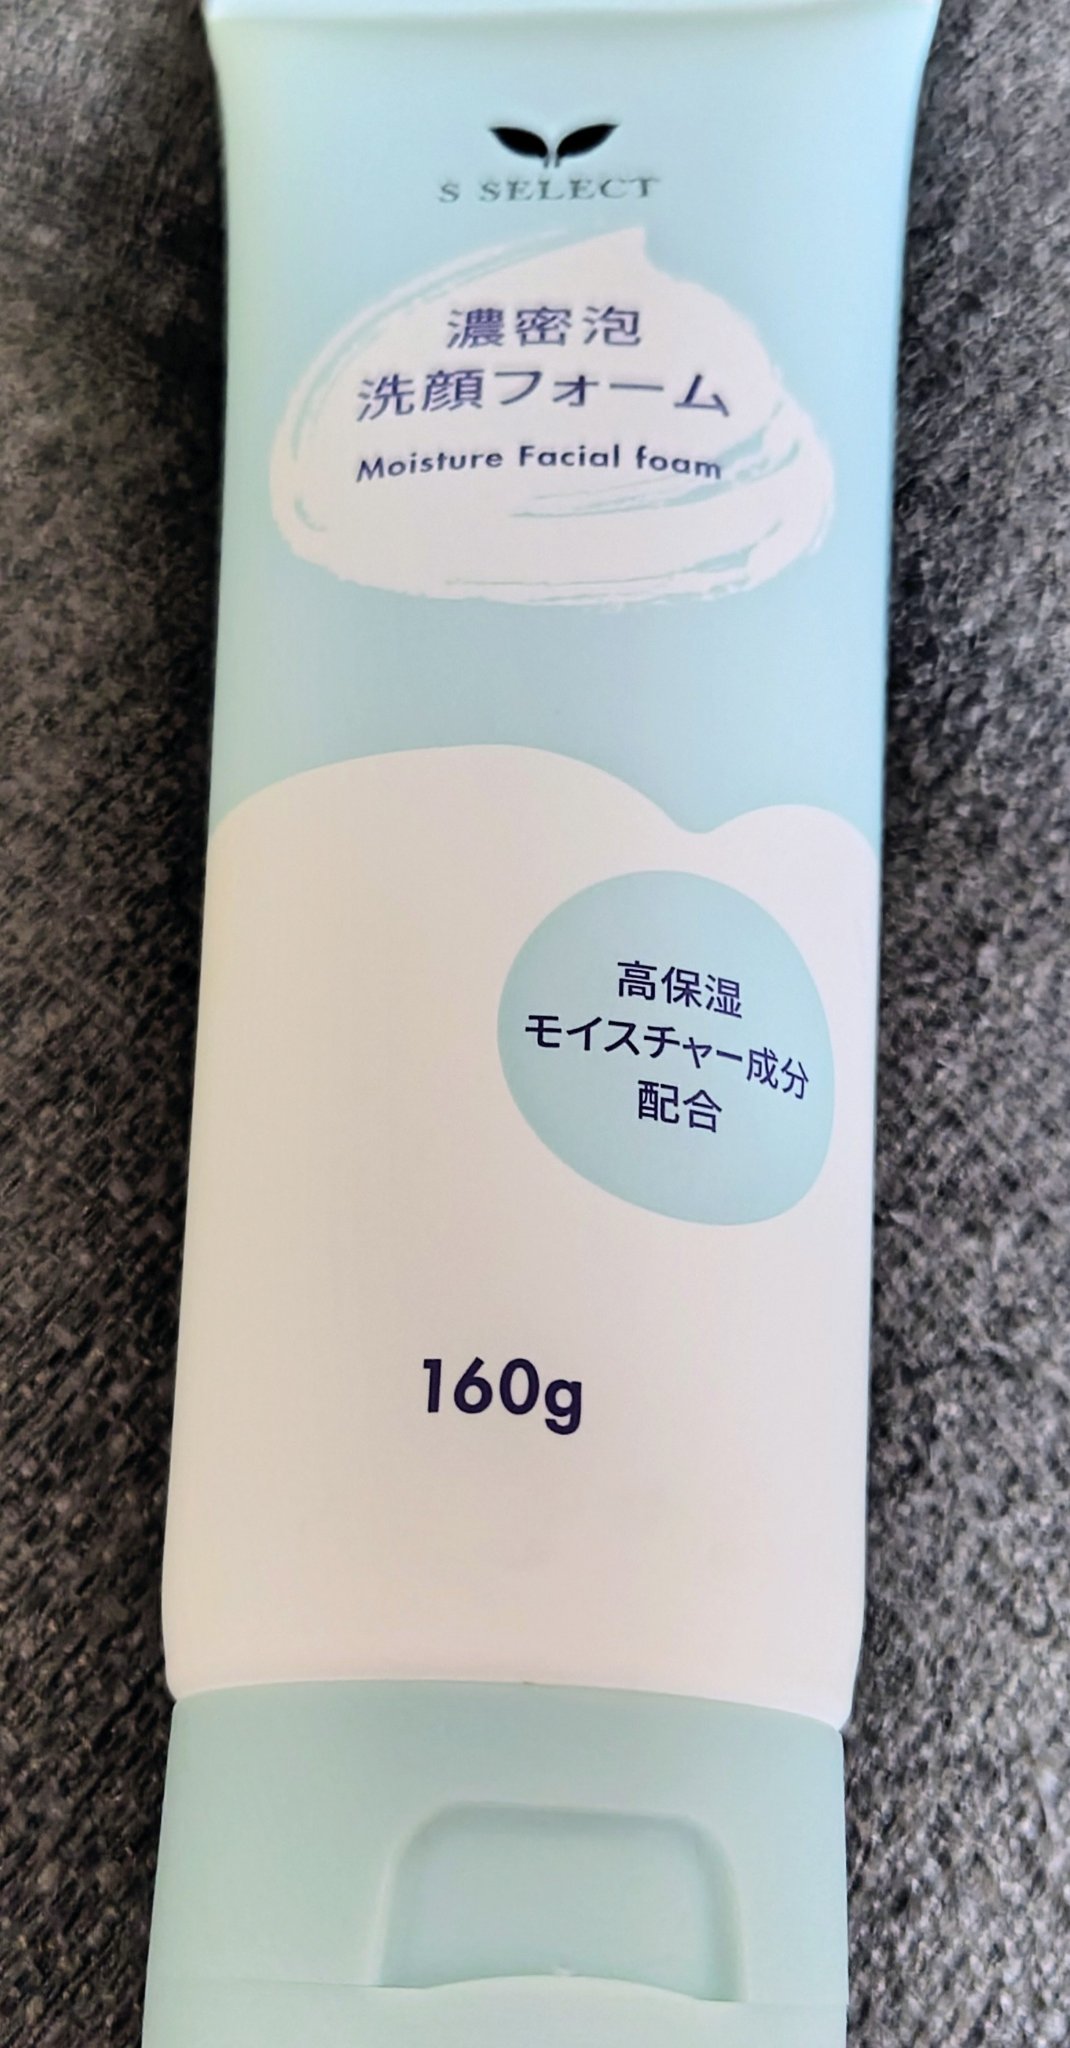 S SELECT
濃密泡
洗顔フォーム
Moisture Facial foam
高保湿
モイスチャー成分
配合
160g